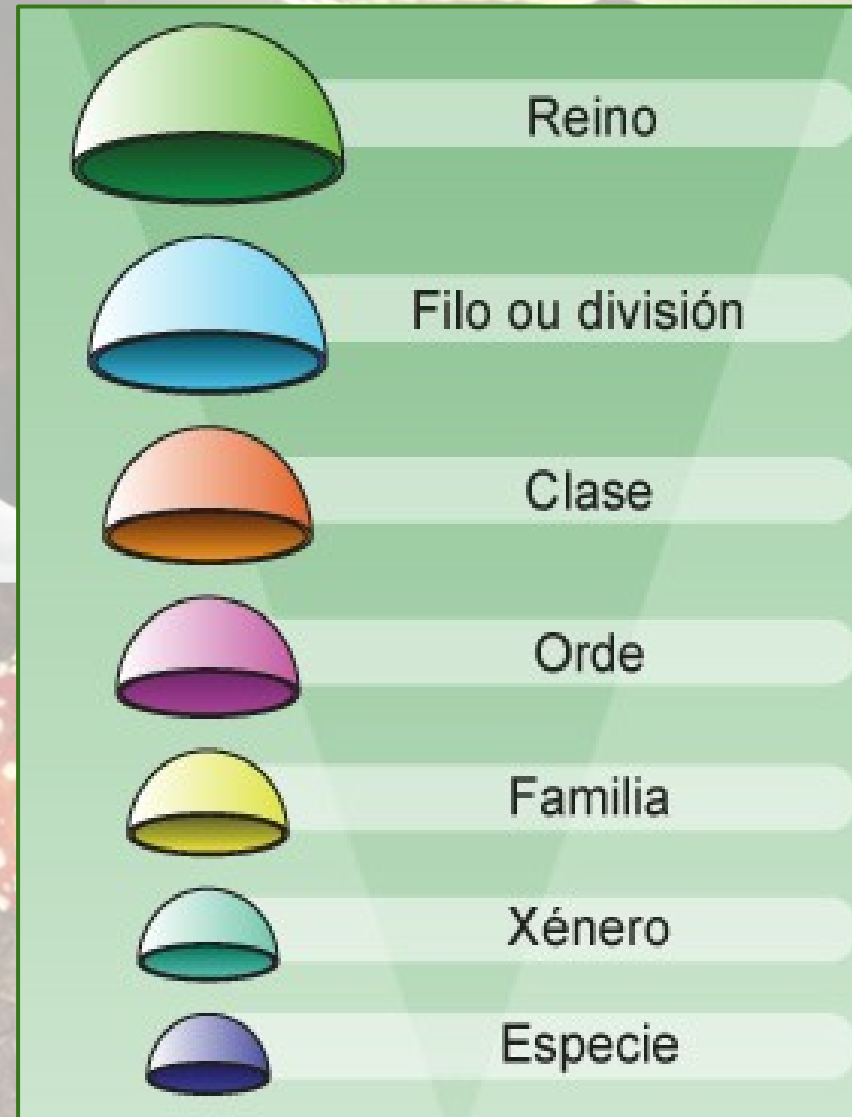 Reino
Filo ou división
Clase
Orde
Familia
Xénero
Especie